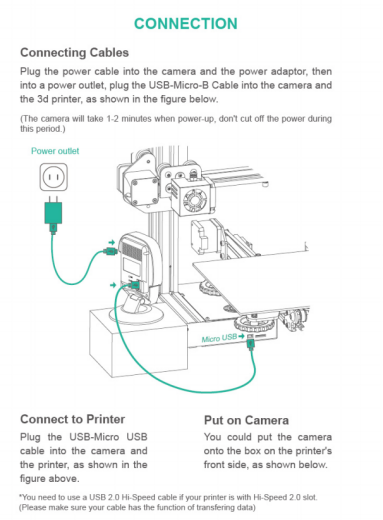 CONNECTION
Connecting Cables
Plug the power cable into the camera and the power adaptor, then
into a power outlet, plug the USB-Micro-B Cable into the camera and
the 3d printer, as shown in the figure below.
(The camera will take 1-2 minutes when power-up, don't cut off the power during
this period.)
Power outlet
Micro USB
Connect to Printer
Plug the USB-Micro USB
cable into the camera and
the printer, as shown in the
figure above.
Put on Camera
You could put the camera
onto the box on the printer's
front side, as shown below.
*You need to use a USB 2.0 Hi-Speed cable if your printer is with Hi-Speed 2.0 slot.
(Please make sure your cable has the function of transfering data)